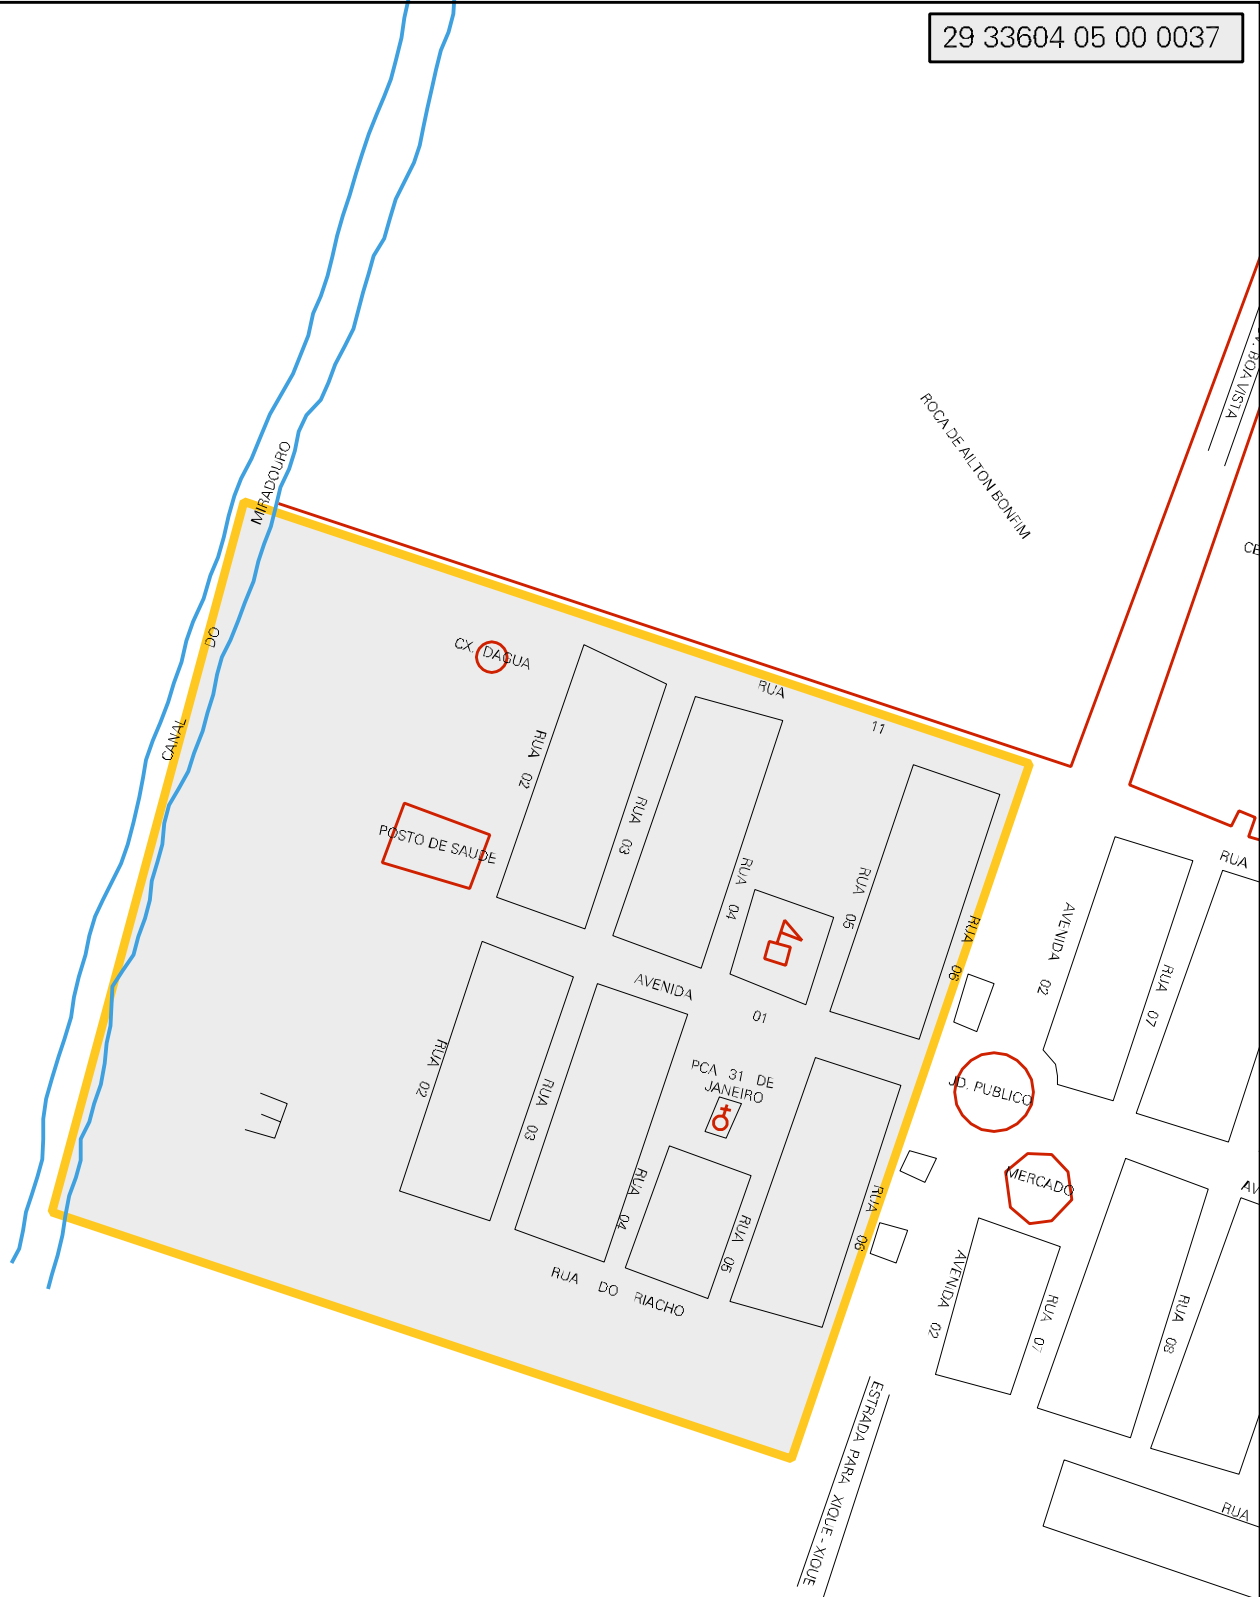 29 33604 05 00 0037
BOA VISTA
ROCA DE AILTON BONFIM
MIRADOURO
DO
CANAL
CX. DAGUA
RUA
11
RUA 02
RUA 03
POSTO DE SAUDE
RUA 04
RUA 05
RUA 06
AVENIDA 02
RUA
RUA 07
AVENIDA
01
RUA 02
RUA 03
PCA 31 DE
JANEIRO
JD. PUBLICO
MERCADO
RUA 04
RUA 05
RUA 06
RUA DO RIACHO
AVENIDA 02
RUA 07
RUA 08
ESTRADA PARA XIQUE-XIQUE
RUA